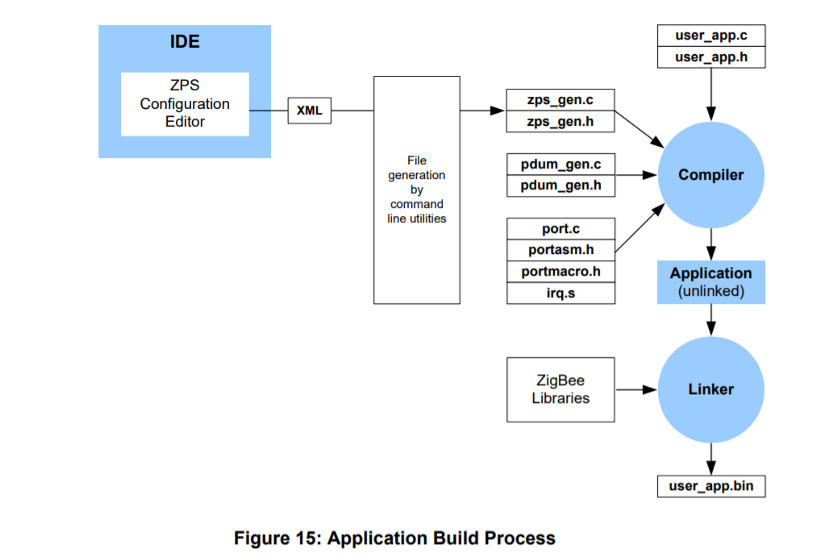 IDE
ZPS
Configuration
Editor
XML
File
generation
by
command
line utilities
zps_gen.c
zps_gen.h
pdum_gen.c
pdum_gen.h
port.c
portasm.h
portmacro.h
irq.s
user_app.c
user_app.h
Compiler
Application
(unlinked)
ZigBee
Libraries
Linker
user_app.bin
Figure 15: Application Build Process